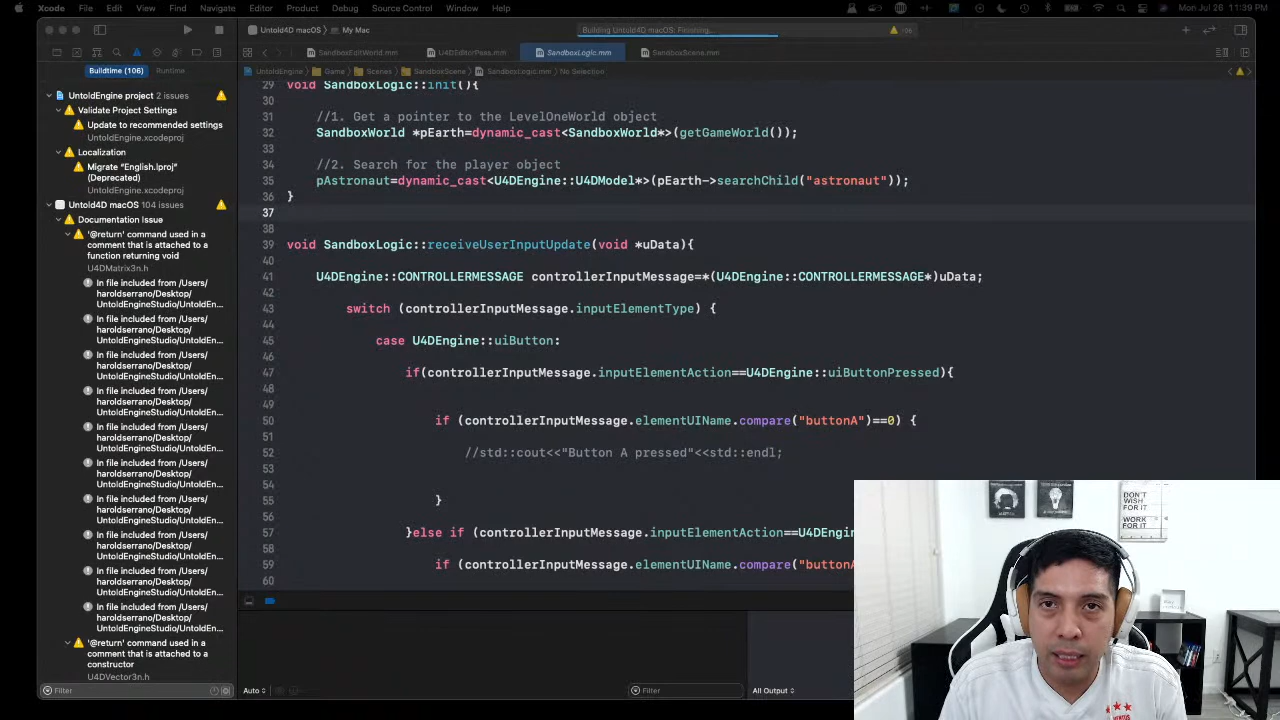 Xcode File Edit View Find Navigate Editor Product Debug Source Control Window Help Mon Jul 26 11:39 PM
Untold4D macOS 〉 My Mac
Building Untold4D macOS: Finishing...
SandboxEditWorld.mm
U4DEditorPass.mm
SandboxLogic.mm
SandboxScene.mm
UntoldEngine 〉 Game 〉 Scenes 〉 SandboxScene 〉 SandboxLogic.mm 〉 No Selection
Buildtime (106)
Runtime
UntoldEngine project 2 issues
Validate Project Settings
Update to recommended settings
UntoldEngine.xcodeproj
Localization
Migrate “English.lproj”
(Deprecated)
UntoldEngine.xcodeproj
Untold4D macOS 104 issues
Documentation Issue
'@return' command used in a
comment that is attached to a
function returning void
U4DMatrix3n.h
In file included from /Users/
haroldserrano/Desktop/
UntoldEngineStudio/UntoldEn...
In file included from /Users/
haroldserrano/Desktop/
UntoldEngineStudio/UntoldEn...
In file included from /Users/
haroldserrano/Desktop/
UntoldEngineStudio/UntoldEn...
In file included from /Users/
haroldserrano/Desktop/
UntoldEngineStudio/UntoldEn...
In file included from /Users/
haroldserrano/Desktop/
UntoldEngineStudio/UntoldEn...
In file included from /Users/
haroldserrano/Desktop/
UntoldEngineStudio/UntoldEn...
In file included from /Users/
haroldserrano/Desktop/
UntoldEngineStudio/UntoldEn...
In file included from /Users/
haroldserrano/Desktop/
UntoldEngineStudio/UntoldEn...
In file included from /Users/
haroldserrano/Desktop/
UntoldEngineStudio/UntoldEn...
In file included from /Users/
haroldserrano/Desktop/
UntoldEngineStudio/UntoldEn...
'@return' command used in a
comment that is attached to a
constructor
U4DVector3n.h
Filter
29 void SandboxLogic::init(){
30
31 //1. Get a pointer to the LevelOneWorld object
32 SandboxWorld *pEarth=dynamic_cast<SandboxWorld*>(getGameWorld());
33
34 //2. Search for the player object
35 pAstronaut=dynamic_cast<U4DEngine::U4DModel*>(pEarth->searchChild("astronaut"));
36 }
37
38
39 void SandboxLogic::receiveUserInputUpdate(void *uData){
40
41 U4DEngine::CONTROLLERMESSAGE controllerInputMessage=*(U4DEngine::CONTROLLERMESSAGE*)uData;
42
43 switch (controllerInputMessage.inputElementType) {
44
45 case U4DEngine::uiButton:
46
47 if(controllerInputMessage.inputElementAction==U4DEngine::uiButtonPressed){
48
49
50 if (controllerInputMessage.elementUIName.compare("buttonA")==0) {
51
52 //std::cout<<"Button A pressed"<<std::endl;
53
54
55 }
56
57 }else if (controllerInputMessage.inputElementAction==U4DEngin
58
59 if (controllerInputMessage.elementUIName.compare("button
60
Auto
Filter
All Output
DON'T
WISH
FOR IT
WORK
FOR IT